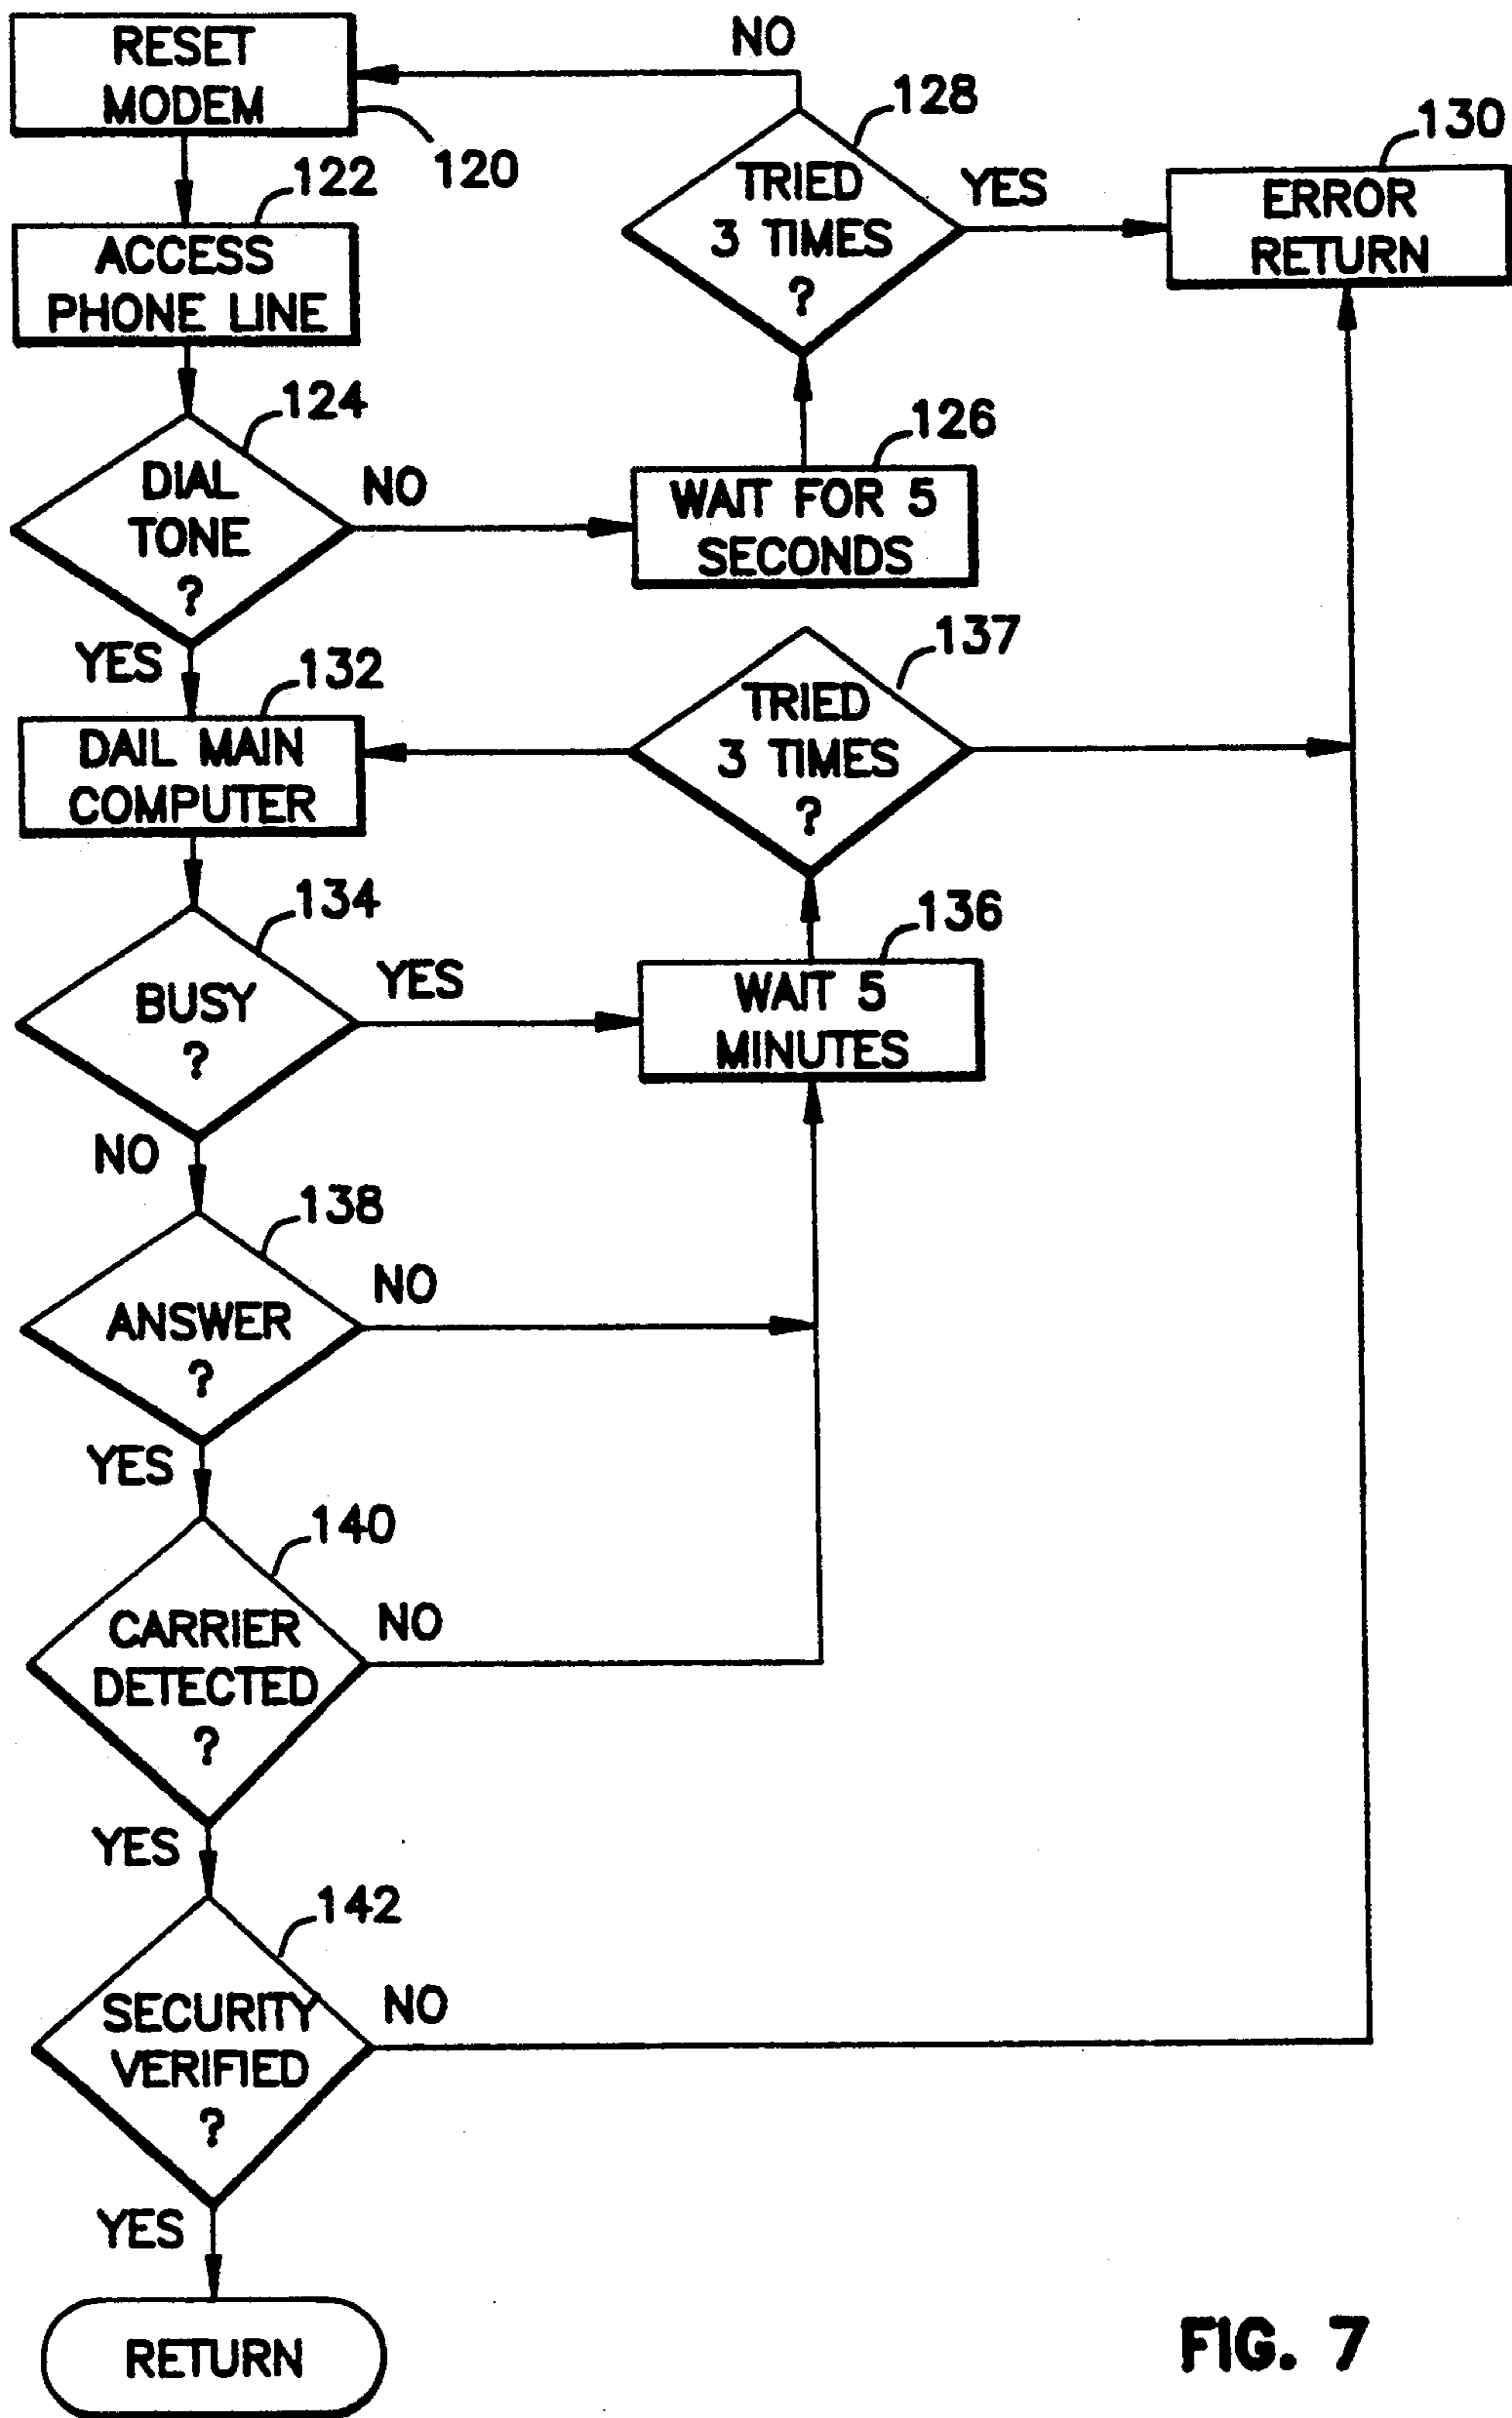 RESET
MODEM
120
NO
128
TRIED
3 TIMES
?
YES
130
ERROR
RETURN
122
ACCESS
PHONE LINE
124
DIAL
TONE
?
NO
126
WAIT FOR 5
SECONDS
YES
132
DAIL MAIN
COMPUTER
137
TRIED
3 TIMES
?
134
BUSY
?
YES
136
WAIT 5
MINUTES
NO
138
ANSWER
?
NO
YES
140
CARRIER
DETECTED
?
NO
YES
142
SECURITY
VERIFIED
?
NO
YES
RETURN
FIG. 7